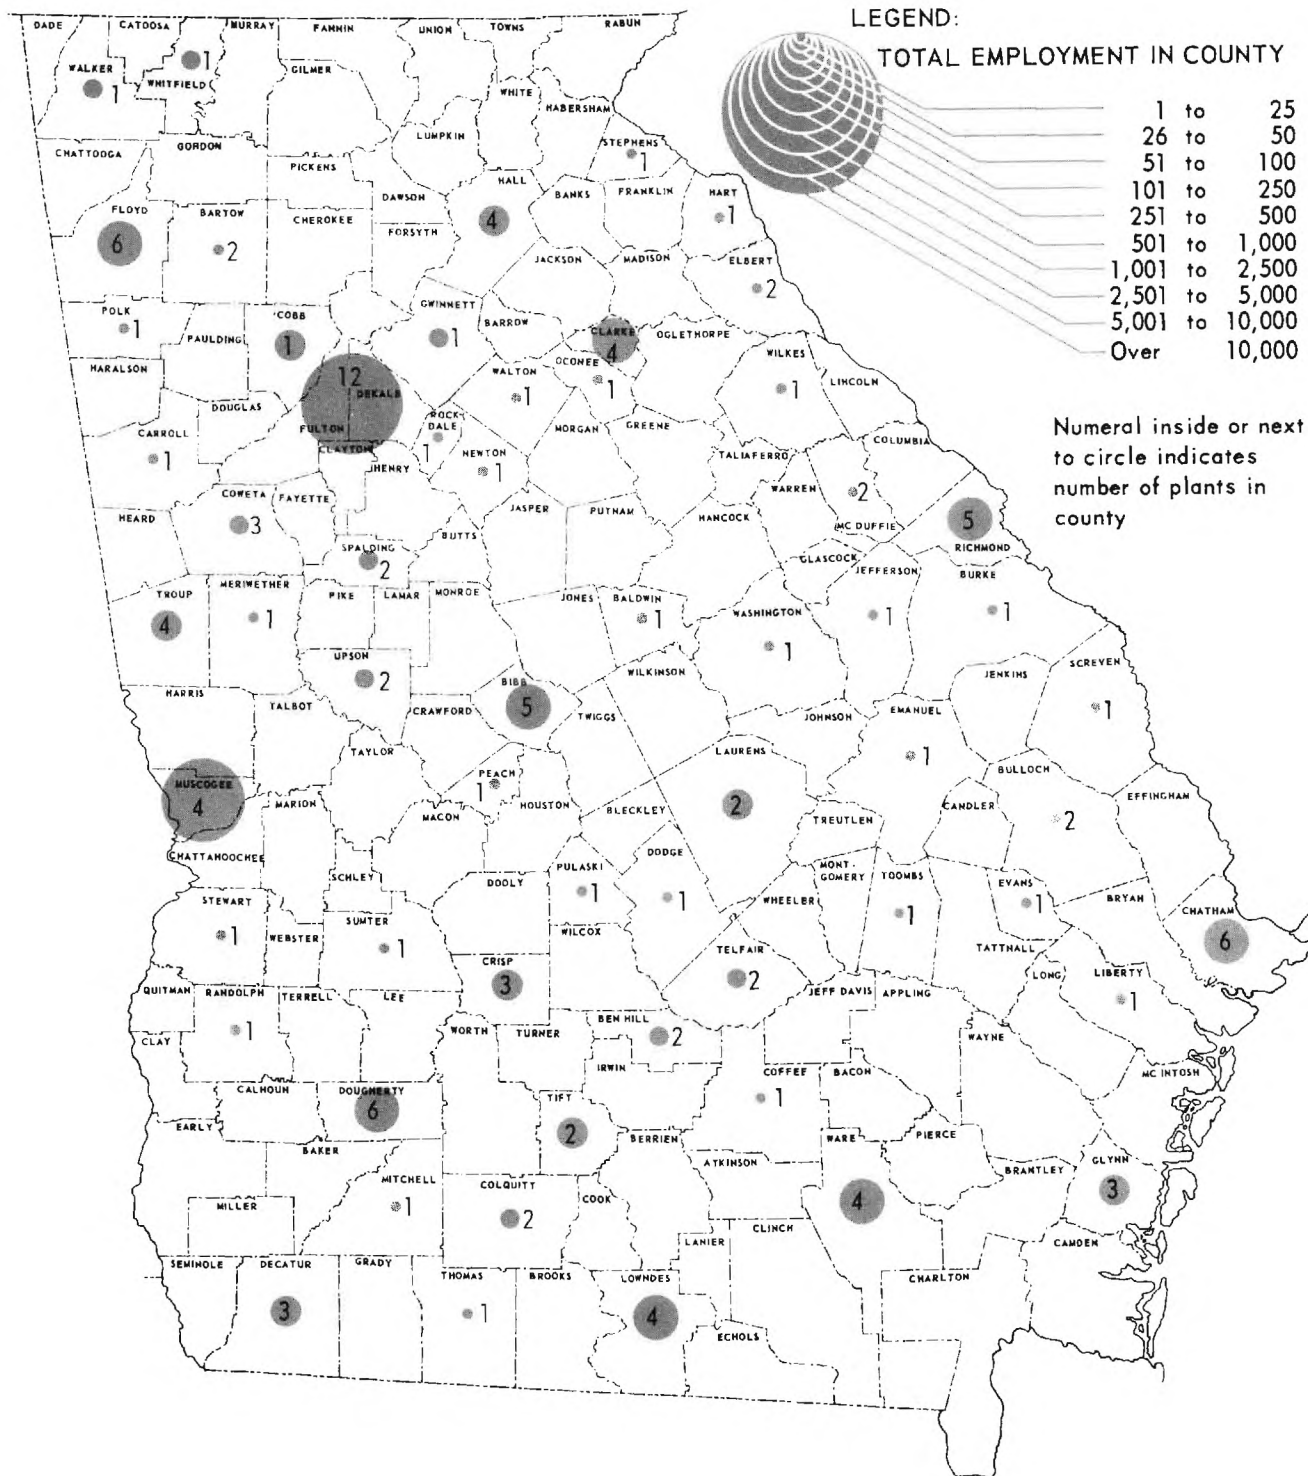 LEGEND:
TOTAL EMPLOYMENT IN COUNTY
1 to 25
26 to 50
51 to 100
101 to 250
251 to 500
501 to 1,000
1,001 to 2,500
2,501 to 5,000
5,001 to 10,000
Over 10,000
Numeral inside or next
to circle indicates
number of plants in
county
DADE
CATOOSA
MURRAY
FANNIN
UNION
TOWNS
RABUN
WALKER
1
WHITFIELD
1
GILMER
WHITE
HABERSHAM
LUMPKIN
STEPHENS
1
CHATTOOGA
GORDON
PICKENS
DAWSON
HALL
4
BANKS
FRANKLIN
HART
1
FLOYD
6
BARTOW
2
CHEROKEE
FORSYTH
JACKSON
MADISON
ELBERT
2
POLK
1
PAULDING
COBB
1
GWINNETT
1
BARROW
CLARKE
4
OGLETHORPE
OCONEE
1
WILKES
1
LINCOLN
HARALSON
DOUGLAS
12
DEKALB
FULTON
CLAYTON
WALTON
1
ROCK
DALE
1
NEWTON
1
MORGAN
GREENE
TALIAFERRO
COLUMBIA
CARROLL
1
HENRY
WARREN
2
MC DUFFIE
RICHMOND
5
HEARD
COWETA
3
FAYETTE
SPALDING
2
BUTTS
JASPER
PUTNAM
HANCOCK
GLASCOCK
JEFFERSON
1
BURKE
1
TROUP
4
MERIWETHER
1
PIKE
LAMAR
MONROE
JONES
BALDWIN
1
WASHINGTON
1
UPSON
2
BIBB
5
WILKINSON
JENKINS
SCREVEN
1
HARRIS
TALBOT
CRAWFORD
TWIGGS
JOHNSON
EMANUEL
1
TAYLOR
PEACH
1
HOUSTON
LAURENS
2
BULLOCH
2
EFFINGHAM
MUSCOGEE
4
MARION
MACON
BLECKLEY
TREUTLEN
CANDLER
CHATTAHOOCHEE
SCHLEY
DOOLY
PULASKI
1
DODGE
1
WHEELER
MONT-
GOMERY
TOOMBS
1
EVANS
1
BRYAH
CHATHAM
6
STEWART
1
WEBSTER
SUMTER
1
WILCOX
TATTNALL
CRISP
3
TELFAIR
2
JEFF DAVIS
APPLING
LONG
LIBERTY
1
QUITMAN
RANDOLPH
1
TERRELL
LEE
WORTH
TURNER
BEN HILL
2
WAYNE
CLAY
IRWIN
COFFEE
1
BACON
MC INTOSH
CALHOUN
DOUGHERTY
6
TIFT
2
EARLY
BAKER
BERRIEN
WARE
4
PIERCE
ATKINSON
BRANTLEY
GLYNN
3
MITCHELL
1
COLQUITT
2
COOK
MILLER
LANIER
CLINCH
CAMDEN
SEMINOLE
DECATUR
3
GRADY
THOMAS
1
BROOKS
LOWNDES
4
ECHOLS
CHARLTON